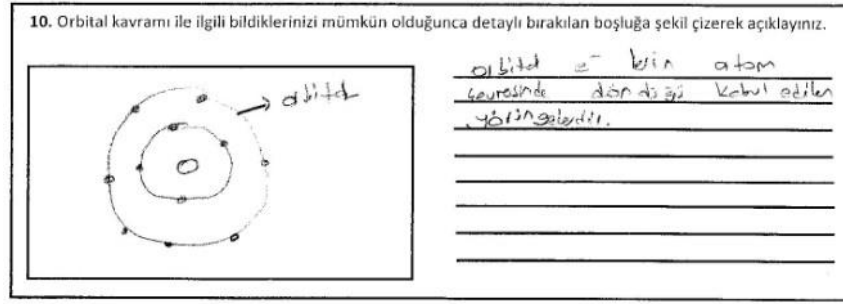 10. Orbital kavramı ile ilgili bildiklerinizi mümkün olduğunca detaylı bırakılan boşluğa şekil çizerek açıklayınız.
orbital
orbital e⁻ lerin atom
çevresinde döndüğü kabul edilen
yörüngelerdir.